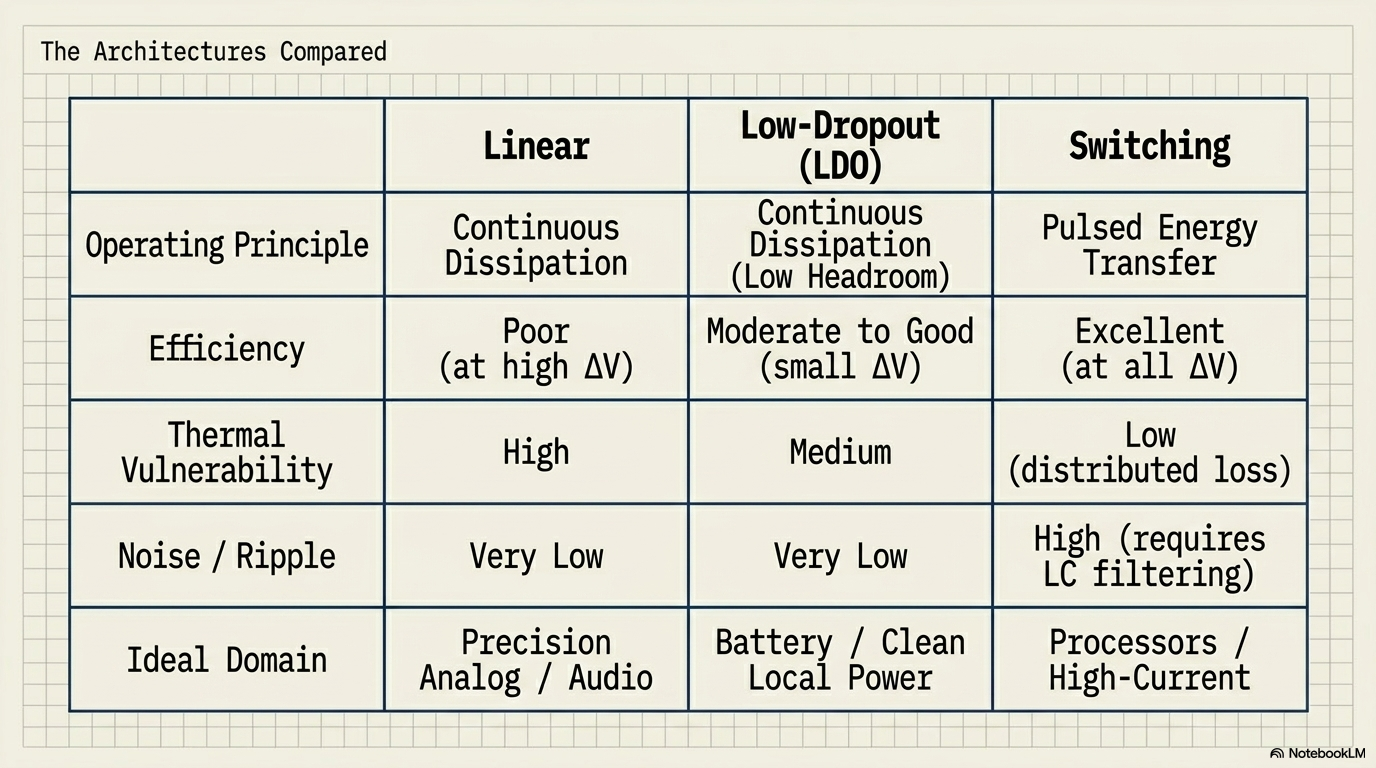 The Architectures Compared
Linear
Low-Dropout
(LDO)
Switching
Operating Principle
Continuous
Dissipation
Continuous
Dissipation
(Low Headroom)
Pulsed Energy
Transfer
Efficiency
Poor
(at high ΔV)
Moderate to Good
(small ΔV)
Excellent
(at all ΔV)
Thermal
Vulnerability
High
Medium
Low
(distributed loss)
Noise / Ripple
Very Low
Very Low
High (requires
LC filtering)
Ideal Domain
Precision
Analog / Audio
Battery / Clean
Local Power
Processors /
High-Current
NotebookLM